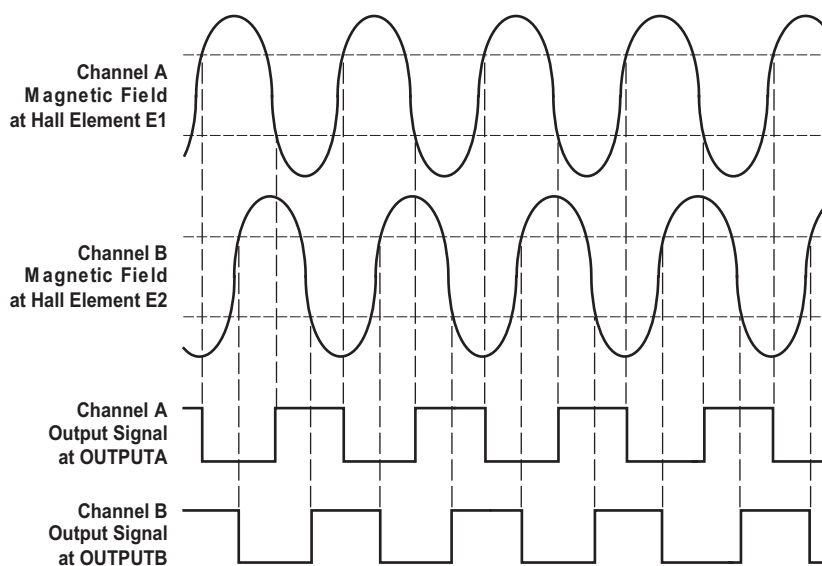 Channel A
Magnetic Field
at Hall Element E1
Channel B
Magnetic Field
at Hall Element E2
Channel A
Output Signal
at OUTPUTA
Channel B
Output Signal
at OUTPUTB